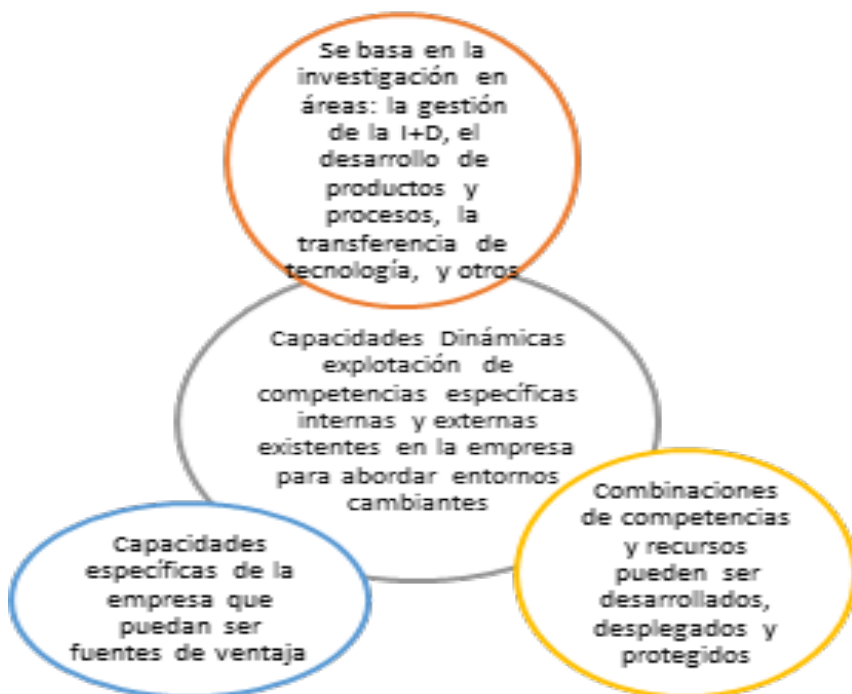 Se basa en la
investigación en
áreas: la gestión
de la I+D, el
desarrollo de
productos y
procesos, la
transferencia de
tecnología, y otros
Capacidades Dinámicas
explotación de
competencias específicas
internas y externas
existentes en la empresa
para abordar entornos
cambiantes
Capacidades
específicas de la
empresa que
puedan ser
fuentes de ventaja
Combinaciones
de competencias
y recursos
pueden ser
desarrollados,
desplegados y
protegidos